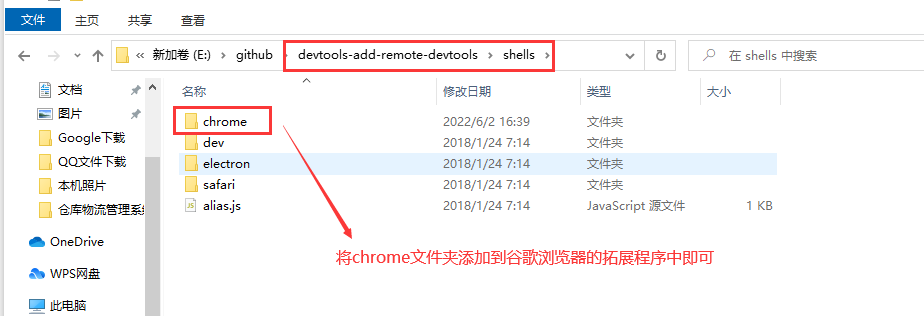 文件 主页 共享 查看
« 新加卷 (E:) › github › devtools-add-remote-devtools › shells ›
在 shells 中搜索
名称 修改日期 类型 大小
文档
图片
Google下载
QQ文件下载
本机照片
仓库物流管理系统
OneDrive
WPS网盘
此电脑
chrome 2022/6/2 16:39 文件夹
dev 2018/1/24 7:14 文件夹
electron 2018/1/24 7:14 文件夹
safari 2018/1/24 7:14 文件夹
alias.js 2018/1/24 7:14 JavaScript 源文件 1 KB
将chrome文件夹添加到谷歌浏览器的拓展程序中即可